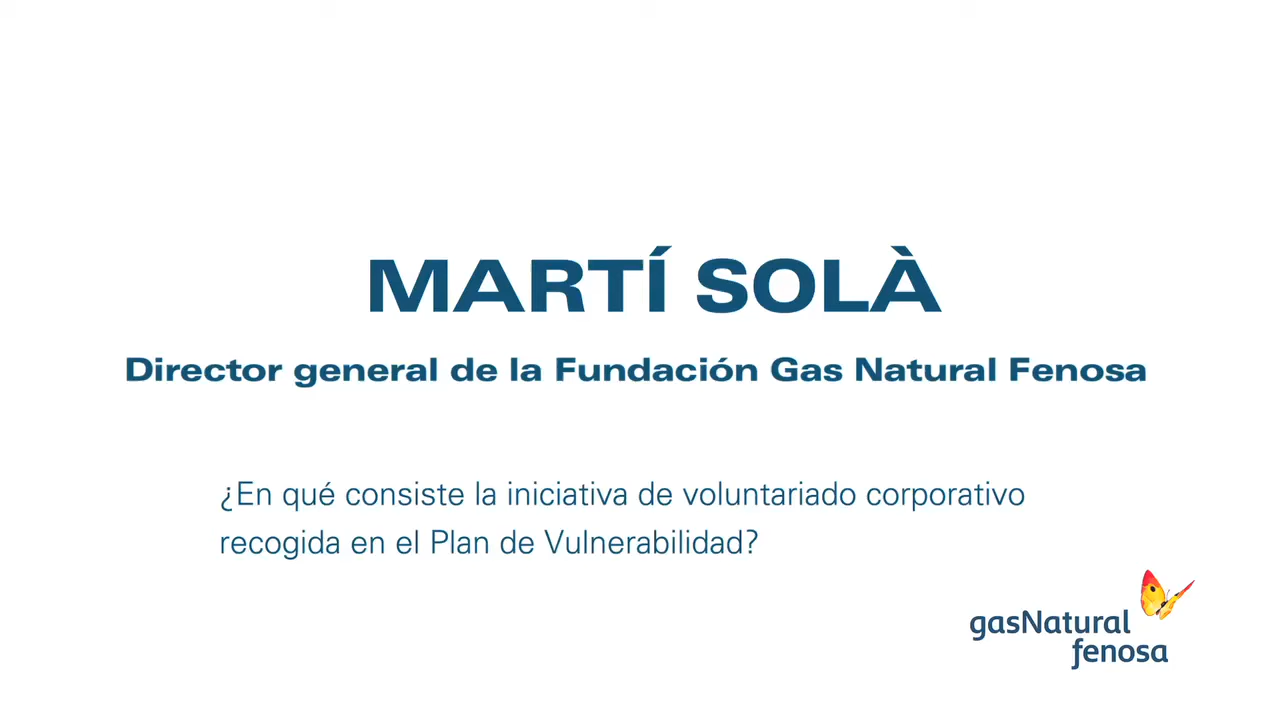 MARTÍ SOLÀ
Director general de la Fundación Gas Natural Fenosa
¿En qué consiste la iniciativa de voluntariado corporativo
recogida en el Plan de Vulnerabilidad?
gasNatural
fenosa